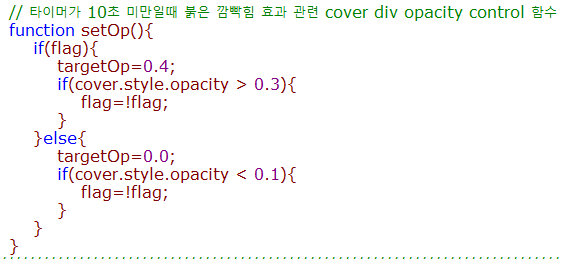 // 타이머가 10초 미만일때 붉은 깜빡힘 효과 관련 cover div opacity control 함수
function setOp(){
if(flag){
targetOp=0.4;
if(cover.style.opacity > 0.3){
flag=!flag;
}
}else{
targetOp=0.0;
if(cover.style.opacity < 0.1){
flag=!flag;
}
}
}